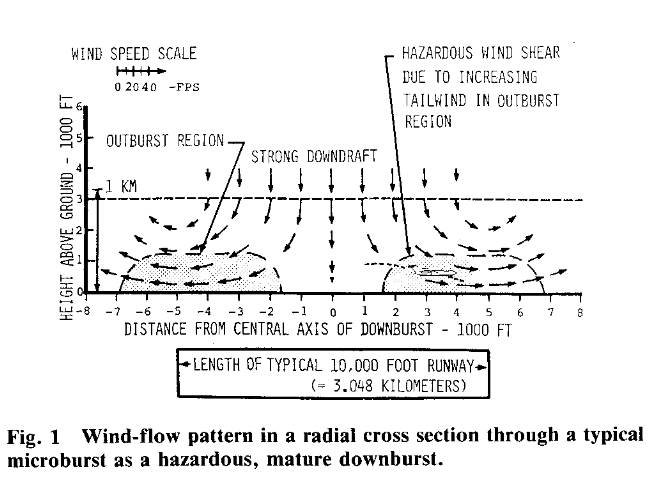 WIND SPEED SCALE
0 20 40 -FPS
HAZARDOUS WIND SHEAR
DUE TO INCREASING
TAILWIND IN OUTBURST
REGION
OUTBURST REGION
STRONG DOWNDRAFT
1 KM
HEIGHT ABOVE GROUND - 1000 FT
6
5
4
3
2
1
0
-8 -7 -6 -5 -4 -3 -2 -1 0 1 2 3 4 5 6 7 8
DISTANCE FROM CENTRAL AXIS OF DOWNBURST - 1000 FT
LENGTH OF TYPICAL 10,000 FOOT RUNWAY
(= 3.048 KILOMETERS)
Fig. 1 Wind-flow pattern in a radial cross section through a typical
microburst as a hazardous, mature downburst.